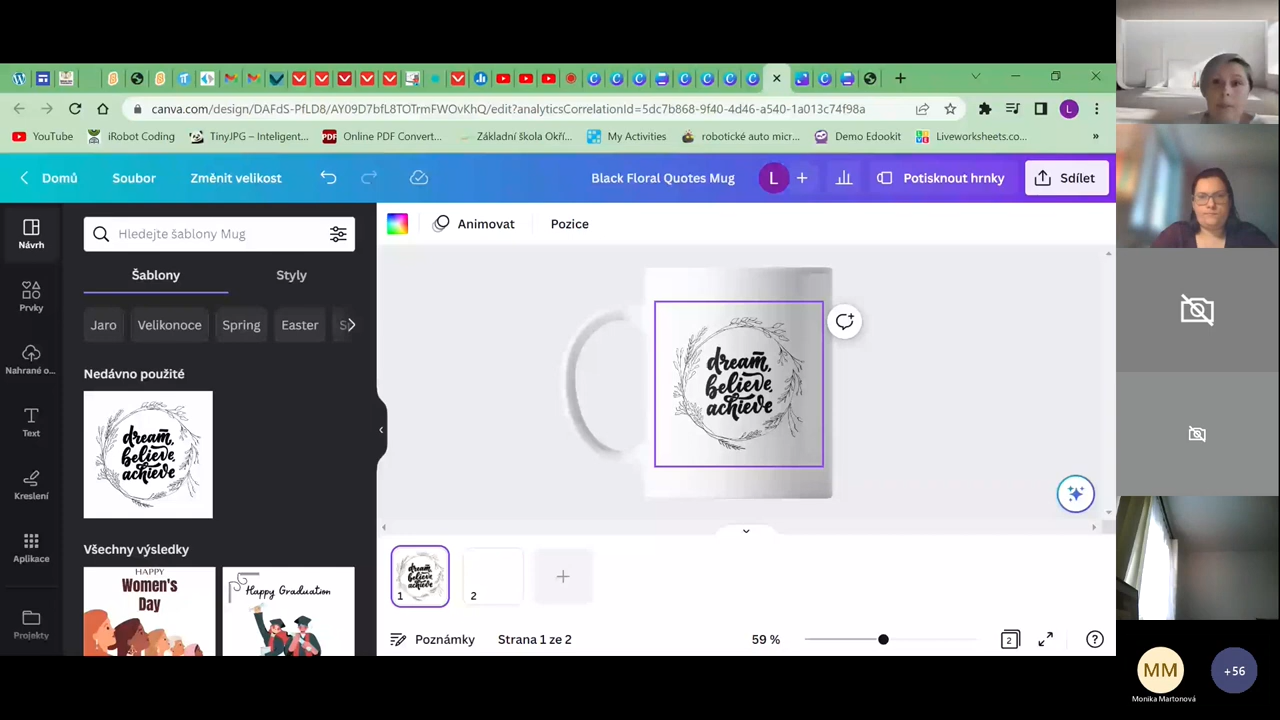 canva.com/design/DAFdS-PfLD8/AY09D7bfL8TOTrmFWOvKhQ/edit?analyticsCorrelationId=5dc7b868-9f40-4d46-a540-1a013c74f98a
YouTube
iRobot Coding
TinyJPG – Inteligent...
PDF
Online PDF Convert...
Základní škola Okří...
My Activities
robotické auto micr...
Demo Edookit
Liveworksheets.co...
»
Domů
Soubor
Změnit velikost
Black Floral Quotes Mug
L
Potisknout hrnky
Sdílet
Návrh
Hledejte šablony Mug
Animovat
Pozice
Šablony
Styly
Prvky
Jaro
Velikonoce
Spring
Easter
Nahrané o...
Nedávno použité
dream,
believe,
achieve
dream,
believe,
achieve
Text
Kreslení
Aplikace
Všechny výsledky
HAPPY
Women's
Day
Happy Graduation
Projekty
dream,
believe,
achieve
1
2
Poznámky
Strana 1 ze 2
59 %
2
MM
+56
Monika Martonová